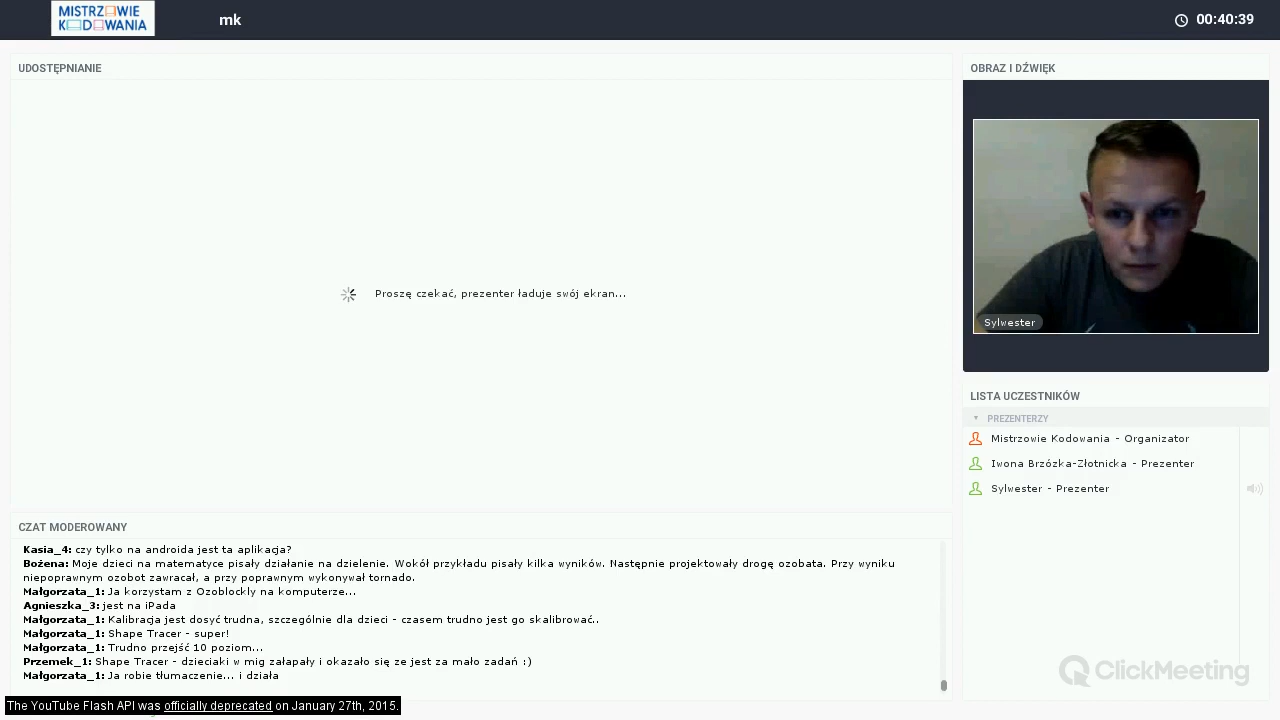 MISTRZOWIE
KODOWANIA
mk
00:40:39
UDOSTĘPNIANIE
Proszę czekać, prezenter ładuje swój ekran...
OBRAZ I DŹWIĘK
Sylwester
LISTA UCZESTNIKÓW
PREZENTERZY
Mistrzowie Kodowania - Organizator
Iwona Brzózka-Złotnicka - Prezenter
Sylwester - Prezenter
ClickMeeting
CZAT MODEROWANY
Kasia_4: czy tylko na androida jest ta aplikacja?
Bożena: Moje dzieci na matematyce pisały działanie na dzielenie. Wokół przykładu pisały kilka wyników. Następnie projektowały drogę ozobata. Przy wyniku
niepoprawnym ozobot zawracał, a przy poprawnym wykonywał tornado.
Małgorzata_1: Ja korzystam z Ozoblockly na komputerze...
Agnieszka_3: jest na iPada
Małgorzata_1: Kalibracja jest dosyć trudna, szczególnie dla dzieci - czasem trudno jest go skalibrować..
Małgorzata_1: Shape Tracer - super!
Małgorzata_1: Trudno przejść 10 poziom...
Przemek_1: Shape Tracer - dzieciaki w mig załapały i okazało się ze jest za mało zadań :)
Małgorzata_1: Ja robie tłumaczenie... i działa
The YouTube Flash API was officially deprecated on January 27th, 2015.